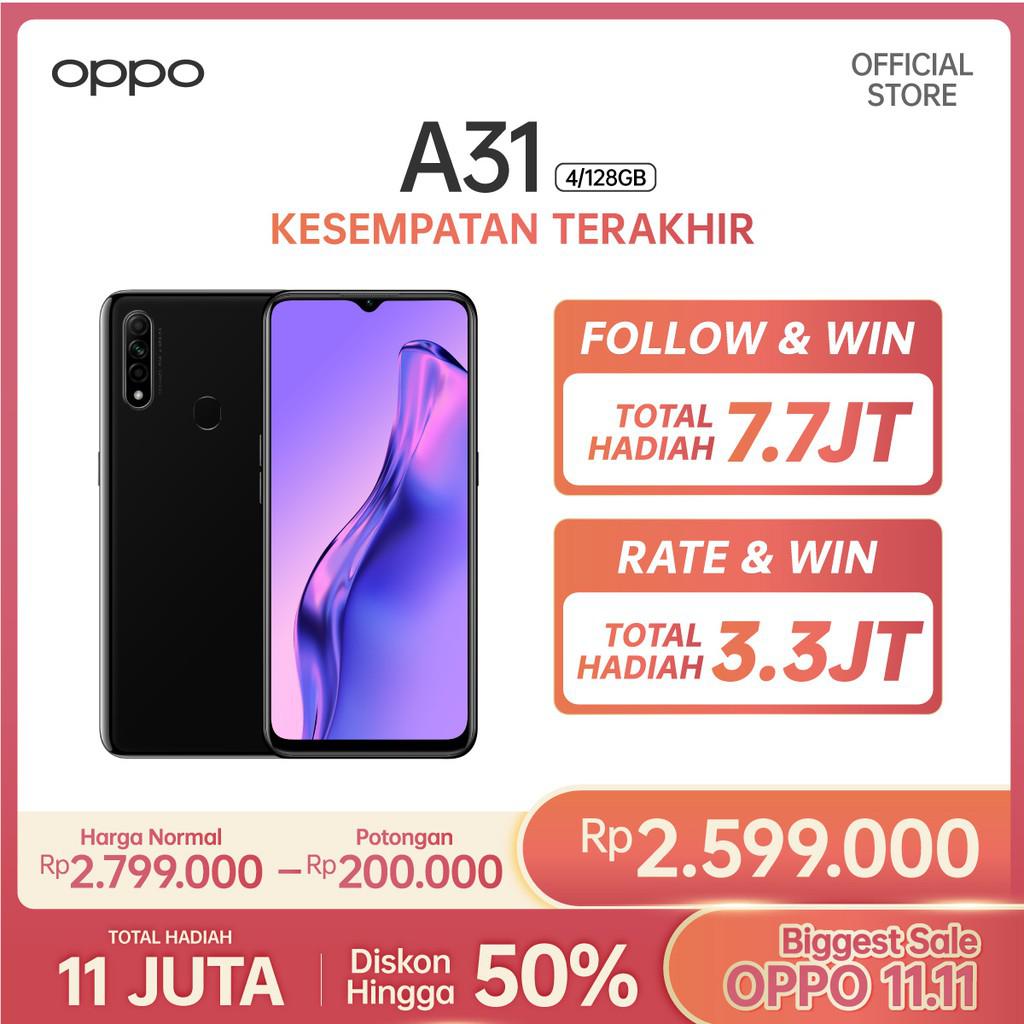 oppo
OFFICIAL
STORE
A31 4/128GB
KESEMPATAN TERAKHIR
FOLLOW & WIN
TOTAL
HADIAH 7.7JT
RATE & WIN
TOTAL
HADIAH 3.3JT
Harga Normal
Rp2.799.000
Potongan
–Rp200.000
Rp2.599.000
TOTAL HADIAH
11 JUTA
Diskon
Hingga 50%
Biggest Sale
OPPO 11.11